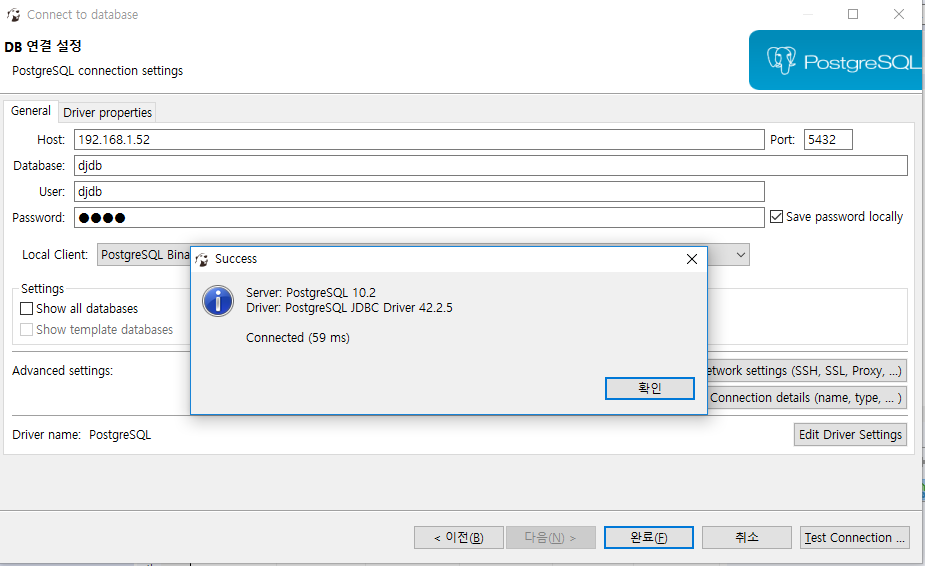 Connect to database
DB 연결 설정
PostgreSQL connection settings
PostgreSQL
General
Driver properties
Host: 192.168.1.52 Port: 5432
Database: djdb
User: djdb
Password: ●●●● Save password locally
Local Client: PostgreSQL Bina
Success
Server: PostgreSQL 10.2
Driver: PostgreSQL JDBC Driver 42.2.5
Connected (59 ms)
확인
Settings
Show all databases
Show template databases
Advanced settings:
etwork settings (SSH, SSL, Proxy, ...)
Connection details (name, type, ... )
Driver name: PostgreSQL
Edit Driver Settings
< 이전(B)
다음(N) >
완료(F)
취소
Test Connection ...